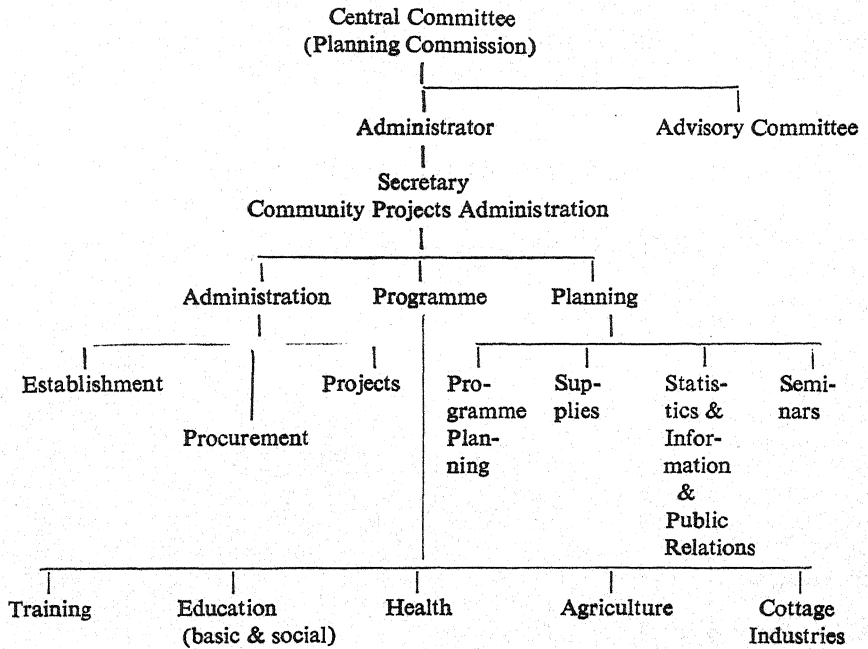 Central Committee
(Planning Commission)
Administrator
Advisory Committee
Secretary
Community Projects Administration
Administration
Programme
Planning
Establishment
Procurement
Projects
Pro-
gramme
Plan-
ning
Sup-
plies
Statis-
tics &
Infor-
mation
&
Public
Relations
Semi-
nars
Training
Education
(basic & social)
Health
Agriculture
Cottage
Industries